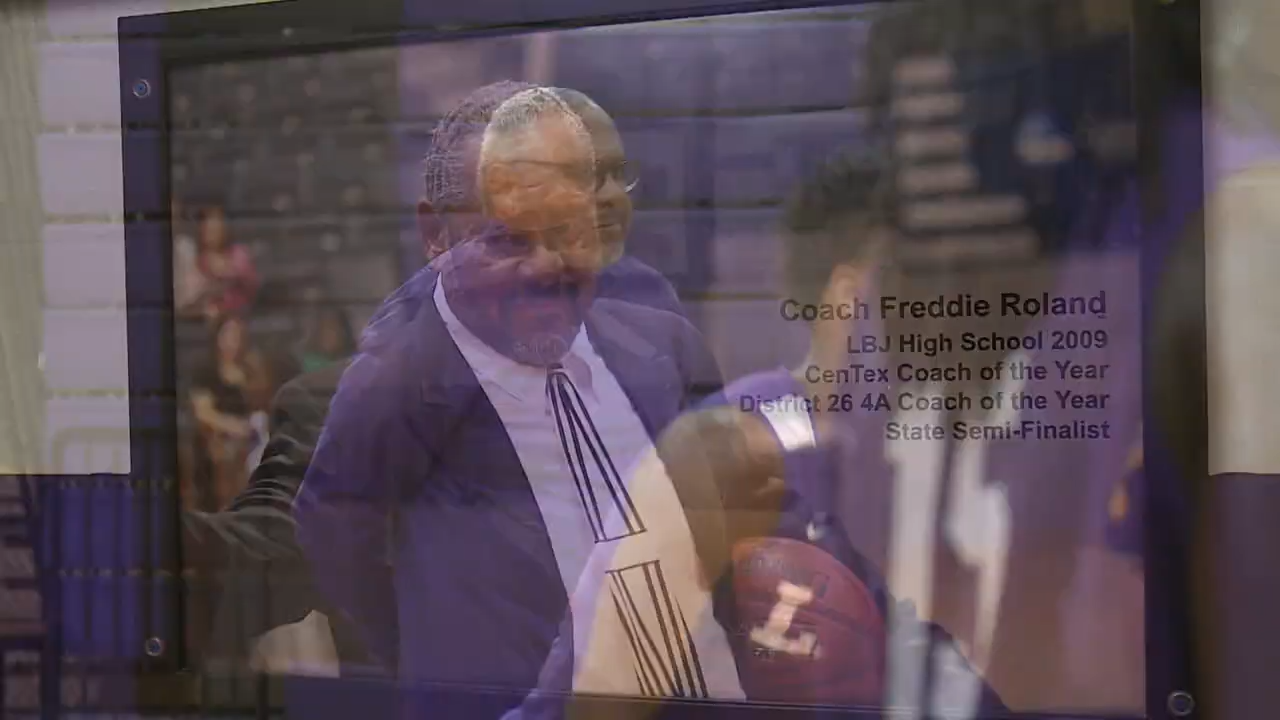 Coach Freddie Roland
LBJ High School 2009
CenTex Coach of the Year
District 26 4A Coach of the Year
State Semi-Finalist
L